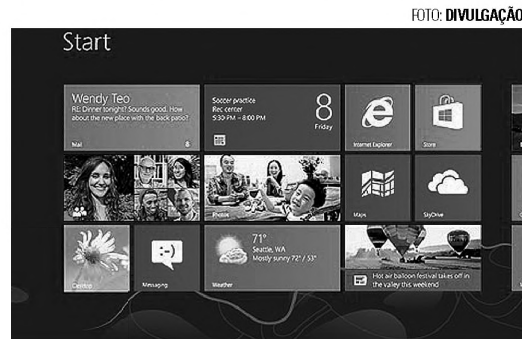 FOTO: DIVULGAÇÃO
Start
Wendy Teo
RE: Dinner tonight? Sounds good. How
about the new place with the back patio?
Mail
8
Soccer practice
Rec center
5:30 PM – 8:00 PM
8
Friday
Internet Explorer
Store
Photos
Maps
SkyDrive
Desktop
Messaging
71°
Seattle, WA
Mostly sunny 72° / 53°
Weather
Hot air balloon festival takes off in
the valley this weekend